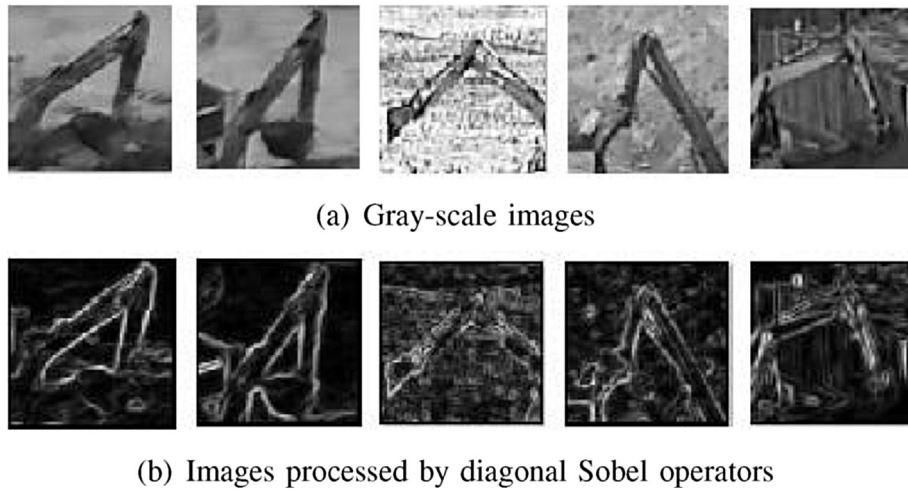 (a) Gray-scale images
(b) Images processed by diagonal Sobel operators